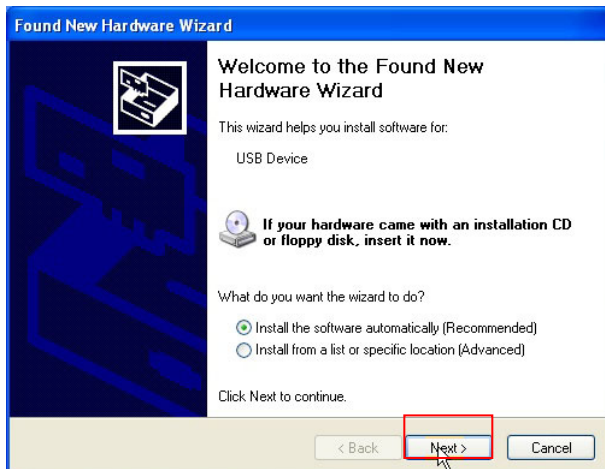 Found New Hardware Wizard
Welcome to the Found New
Hardware Wizard
This wizard helps you install software for:
USB Device
If your hardware came with an installation CD
or floppy disk, insert it now.
What do you want the wizard to do?
Install the software automatically (Recommended)
Install from a list or specific location (Advanced)
Click Next to continue.
< Back
Next >
Cancel